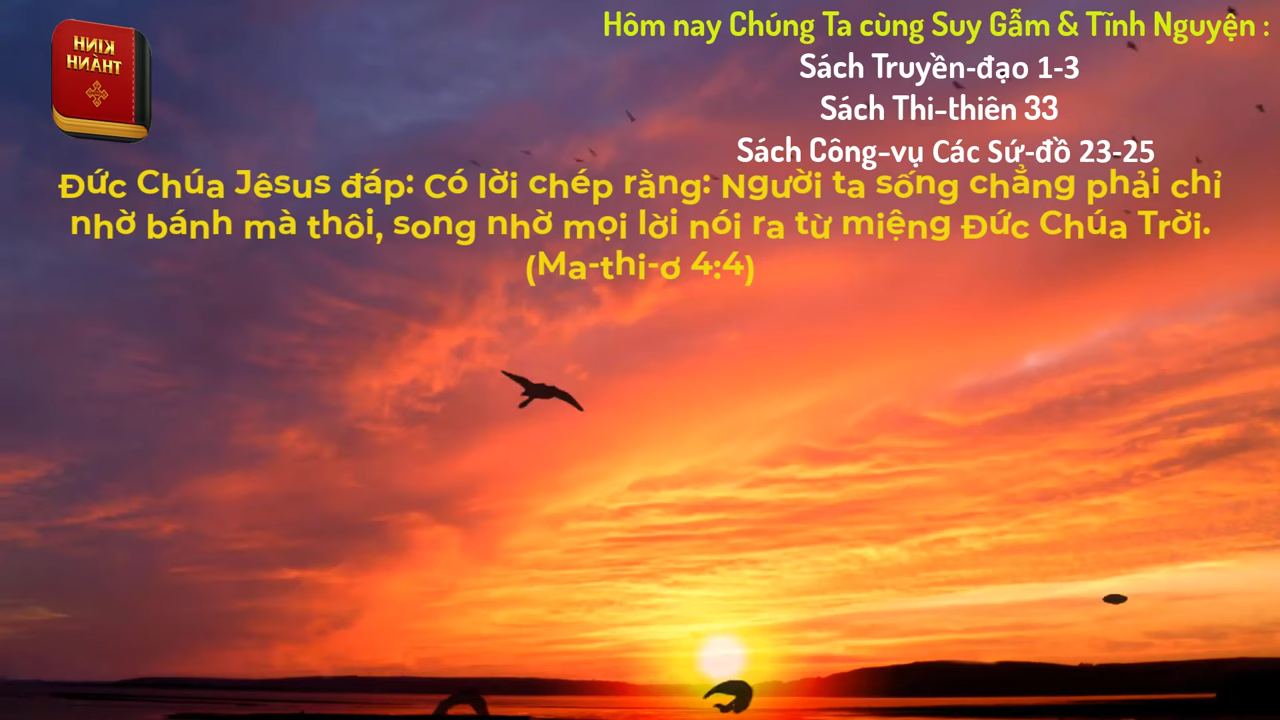 KINH
THÁNH
Hôm nay Chúng Ta cùng Suy Gẫm & Tĩnh Nguyện :
Sách Truyền-đạo 1-3
Sách Thi-thiên 33
Sách Công-vụ Các Sứ-đồ 23-25
Đức Chúa Jêsus đáp: Có lời chép rằng: Người ta sống chẳng phải chỉ
nhờ bánh mà thôi, song nhờ mọi lời nói ra từ miệng Đức Chúa Trời.
(Ma-thi-ơ 4:4)